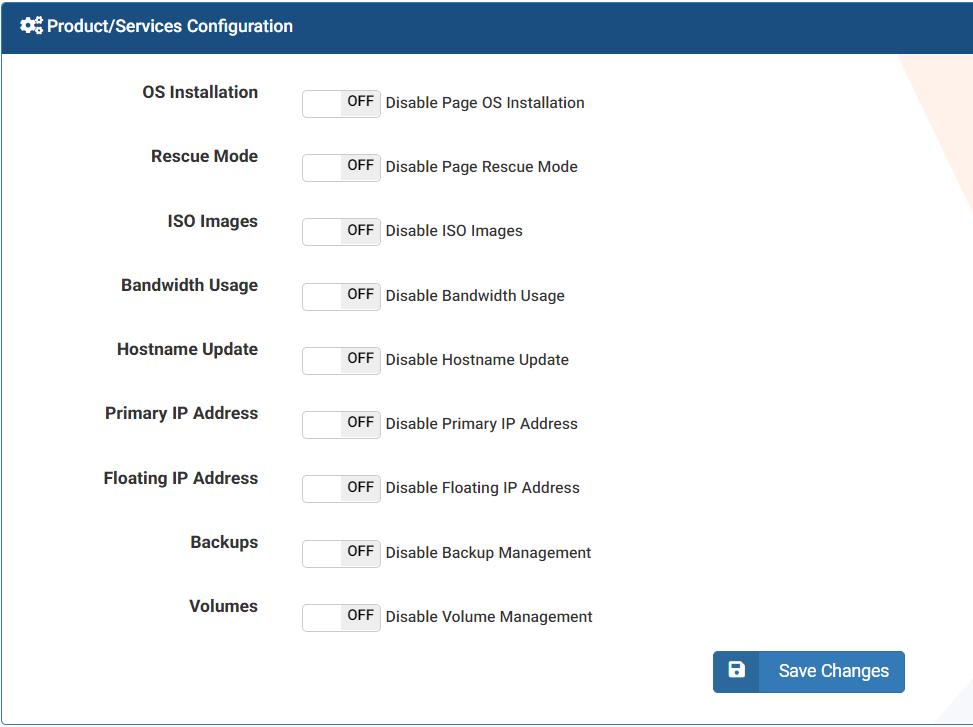 Product/Services Configuration
OS Installation OFF Disable Page OS Installation
Rescue Mode OFF Disable Page Rescue Mode
ISO Images OFF Disable ISO Images
Bandwidth Usage OFF Disable Bandwidth Usage
Hostname Update OFF Disable Hostname Update
Primary IP Address OFF Disable Primary IP Address
Floating IP Address OFF Disable Floating IP Address
Backups OFF Disable Backup Management
Volumes OFF Disable Volume Management
Save Changes